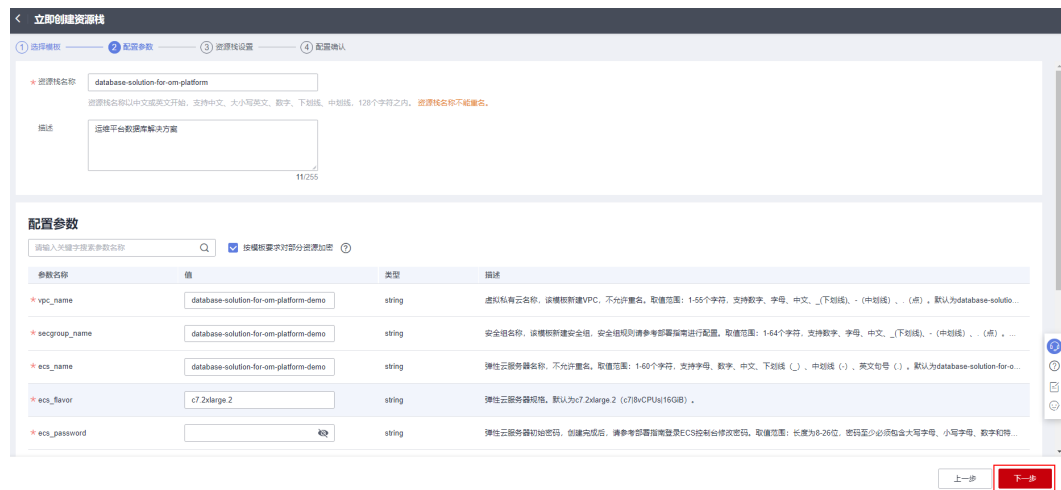 立即创建资源栈
1 选择模板 2 配置参数 3 资源栈设置 4 配置确认
* 资源栈名称 database-solution-for-om-platform
资源栈名称以中文或英文开始，支持中文、大小写英文、数字、下划线、中划线，128个字符之内。 资源栈名称不能重名。
描述 运维平台数据库解决方案
11/255
配置参数
请输入关键字搜索参数名称 按模板要求对部分资源加密 ?
参数名称 值 类型 描述
* vpc_name database-solution-for-om-platform-demo string 虚拟私有云名称，该模板新建VPC，不允许重名。取值范围：1-55个字符，支持数字、字母、中文、_(下划线)、-（中划线）、.（点）。默认为database-solutio...
* secgroup_name database-solution-for-om-platform-demo string 安全组名称，该模板新建安全组，安全组规则请参考部署指南进行配置。取值范围：1-64个字符，支持数字、字母、中文、_(下划线)、-（中划线）、.（点）。...
* ecs_name database-solution-for-om-platform-demo string 弹性云服务器名称，不允许重名。取值范围：1-60个字符，支持字母、数字、中文、下划线（_）、中划线（-）、英文句号（.）。默认为database-solution-for-o...
* ecs_flavor c7.2xlarge.2 string 弹性云服务器规格。默认为c7.2xlarge.2（c7|8vCPUs|16GiB）。
* ecs_password string 弹性云服务器初始密码，创建完成后，请参考部署指南登录ECS控制台修改密码。取值范围：长度为8-26位，密码至少必须包含大写字母、小写字母、数字和特...
上一步 下一步